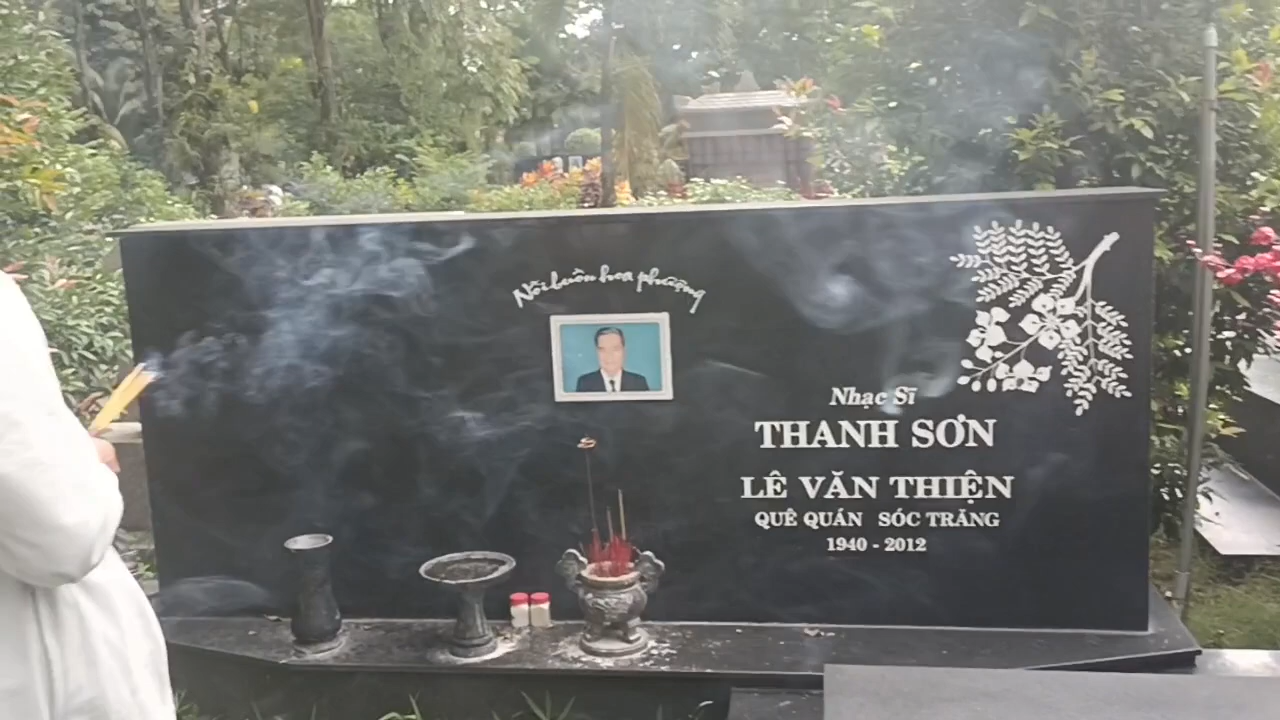 Nỗi buồn hoa phượng
Nhạc Sĩ
THANH SƠN
LÊ VĂN THIỆN
QUÊ QUÁN SÓC TRĂNG
1940 - 2012